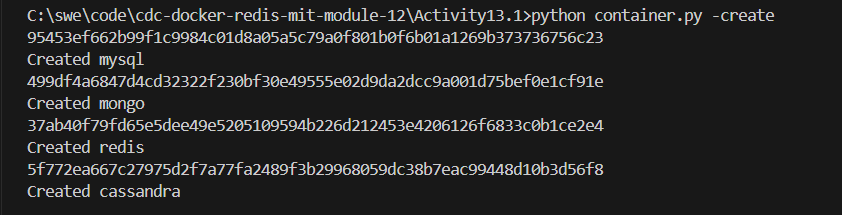 C:\swe\code\cdc-docker-redis-mit-module-12\Activity13.1>python container.py -create
95453ef662b99f1c9984c01d8a05a5c79a0f801b0f6b01a1269b373736756c23
Created mysql
499df4a6847d4cd32322f230bf30e49555e02d9da2dcc9a001d75bef0e1cf91e
Created mongo
37ab40f79fd65e5dee49e5205109594b226d212453e4206126f6833c0b1ce2e4
Created redis
5f772ea667c27975d2f7a77fa2489f3b29968059dc38b7eac99448d10b3d56f8
Created cassandra